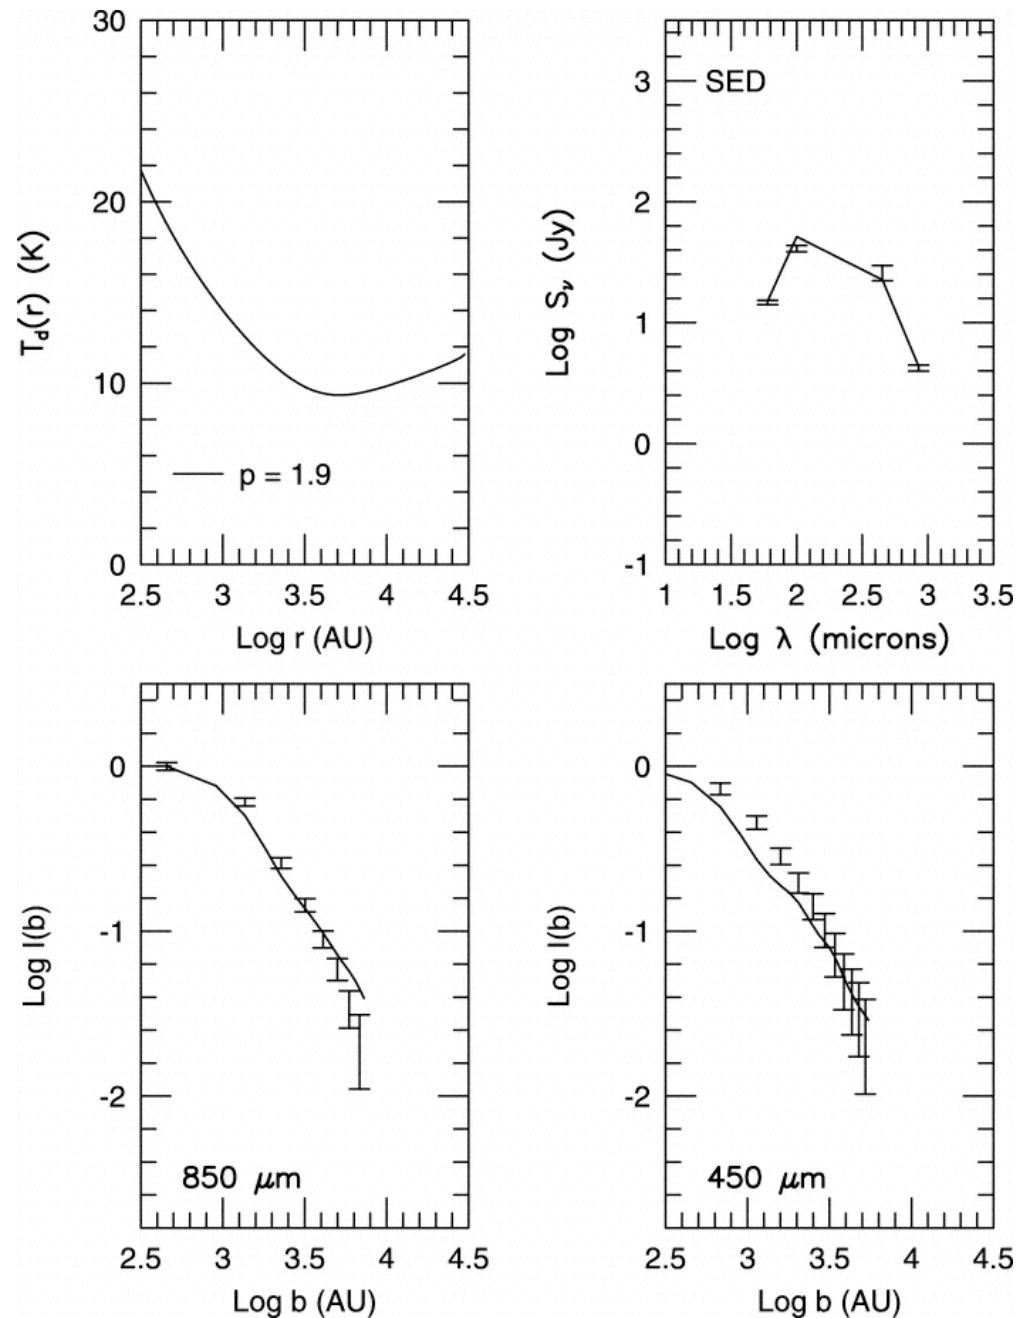 30
20
10
0
T_d(r) (K)
p = 1.9
2.5 3 3.5 4 4.5
Log r (AU)
SED
3
2
1
0
-1
Log S_ν (Jy)
1 1.5 2 2.5 3 3.5
Log λ (microns)
0
-1
-2
Log I(b)
850 μm
2.5 3 3.5 4 4.5
Log b (AU)
0
-1
-2
Log I(b)
450 μm
2.5 3 3.5 4 4.5
Log b (AU)